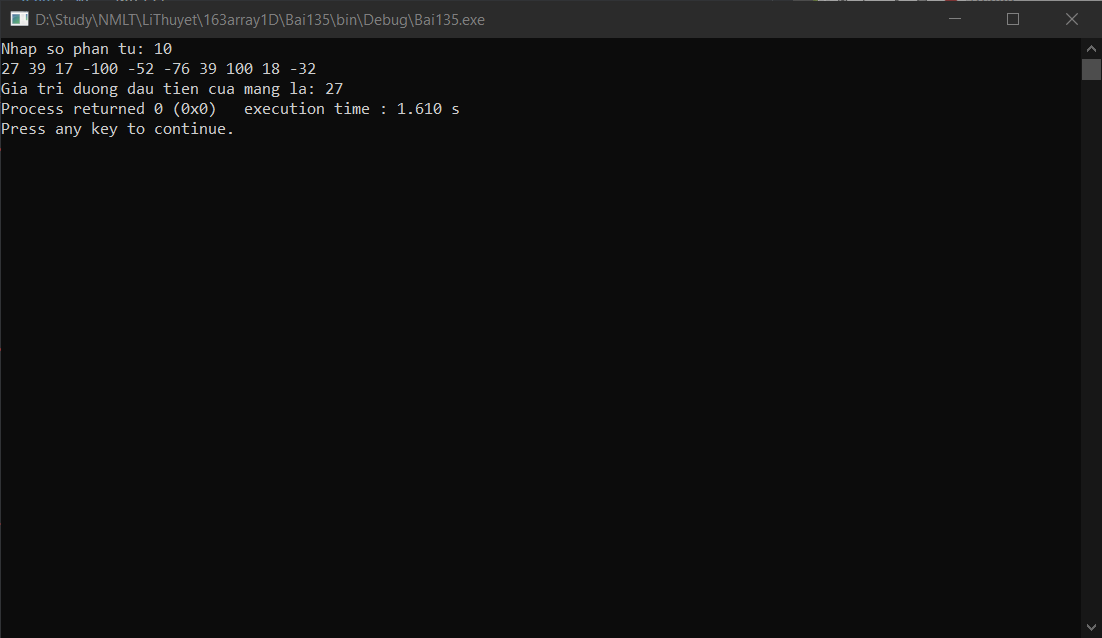 D:\Study\NMLT\LiThuyet\163array1D\Bai135\bin\Debug\Bai135.exe
Nhap so phan tu: 10
27 39 17 -100 -52 -76 39 100 18 -32
Gia tri duong dau tien cua mang la: 27
Process returned 0 (0x0)   execution time : 1.610 s
Press any key to continue.